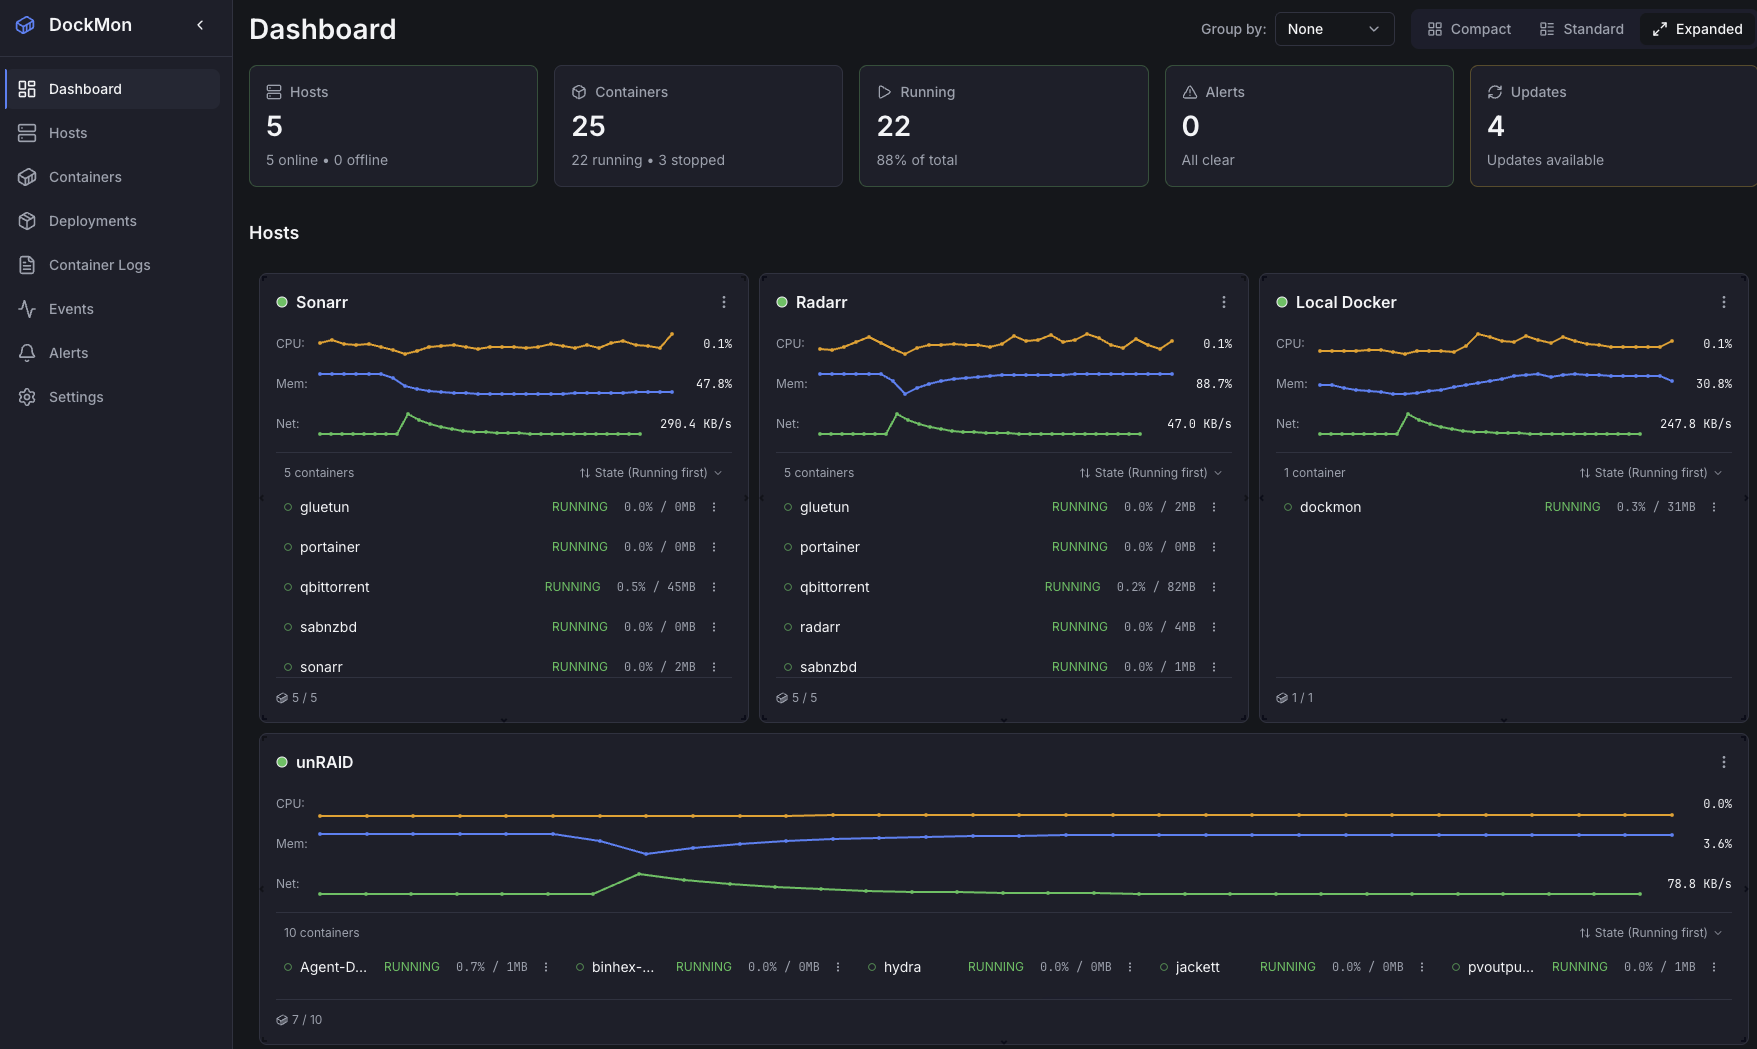 DockMon
Dashboard
Hosts
Containers
Deployments
Container Logs
Events
Alerts
Settings
Dashboard
Group by: None
Compact Standard Expanded
Hosts
5
5 online • 0 offline
Containers
25
22 running • 3 stopped
Running
22
88% of total
Alerts
0
All clear
Updates
4
Updates available
Hosts
Sonarr
CPU: 0.1%
Mem: 47.8%
Net: 290.4 KB/s
5 containers State (Running first)
gluetun RUNNING 0.0% / 0MB
portainer RUNNING 0.0% / 0MB
qbittorrent RUNNING 0.5% / 45MB
sabnzbd RUNNING 0.0% / 0MB
sonarr RUNNING 0.0% / 2MB
5 / 5
Radarr
CPU: 0.1%
Mem: 88.7%
Net: 47.0 KB/s
5 containers State (Running first)
gluetun RUNNING 0.0% / 2MB
portainer RUNNING 0.0% / 0MB
qbittorrent RUNNING 0.2% / 82MB
radarr RUNNING 0.0% / 4MB
sabnzbd RUNNING 0.0% / 1MB
5 / 5
Local Docker
CPU: 0.1%
Mem: 30.8%
Net: 247.8 KB/s
1 container State (Running first)
dockmon RUNNING 0.3% / 31MB
1 / 1
unRAID
CPU: 0.0%
Mem: 3.6%
Net: 78.8 KB/s
10 containers State (Running first)
Agent-D... RUNNING 0.7% / 1MB binhex-... RUNNING 0.0% / 0MB hydra RUNNING 0.0% / 0MB jackett RUNNING 0.0% / 0MB pvoutpu... RUNNING 0.0% / 1MB
7 / 10